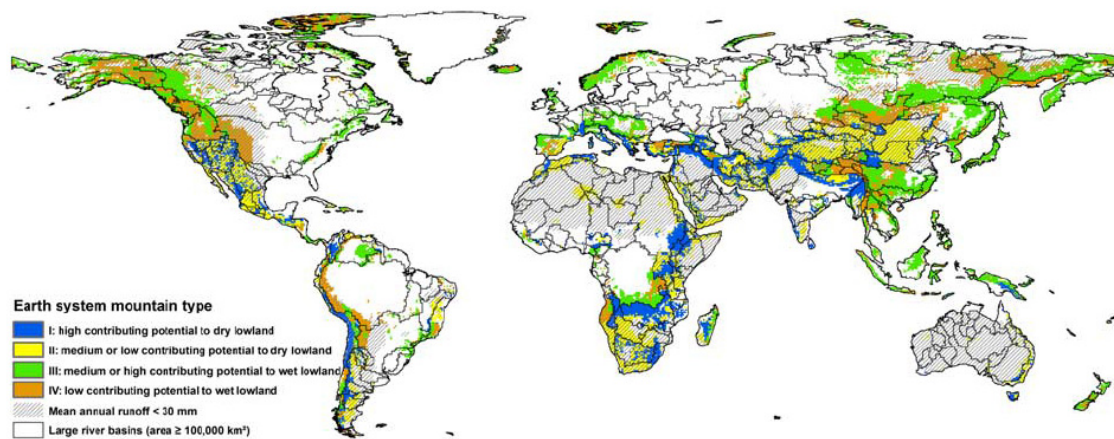 Earth system mountain type
I: high contributing potential to dry lowland
II: medium or low contributing potential to dry lowland
III: medium or high contributing potential to wet lowland
IV: low contributing potential to wet lowland
Mean annual runoff < 30 mm
Large river basins (area ≥ 100,000 km²)